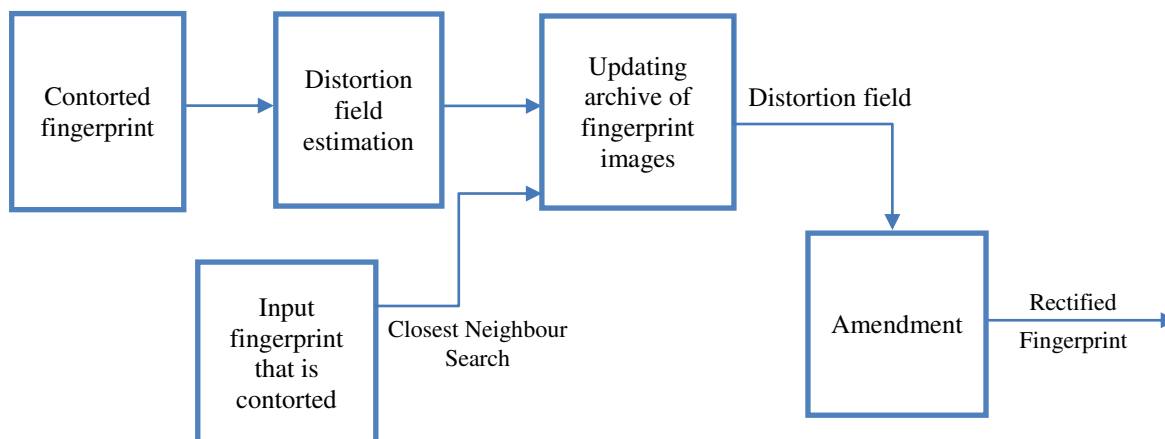 Contorted
fingerprint
Distortion
field
estimation
Updating
archive of
fingerprint
images
Distortion field
Input
fingerprint
that is
contorted
Closest Neighbour
Search
Amendment
Rectified
Fingerprint